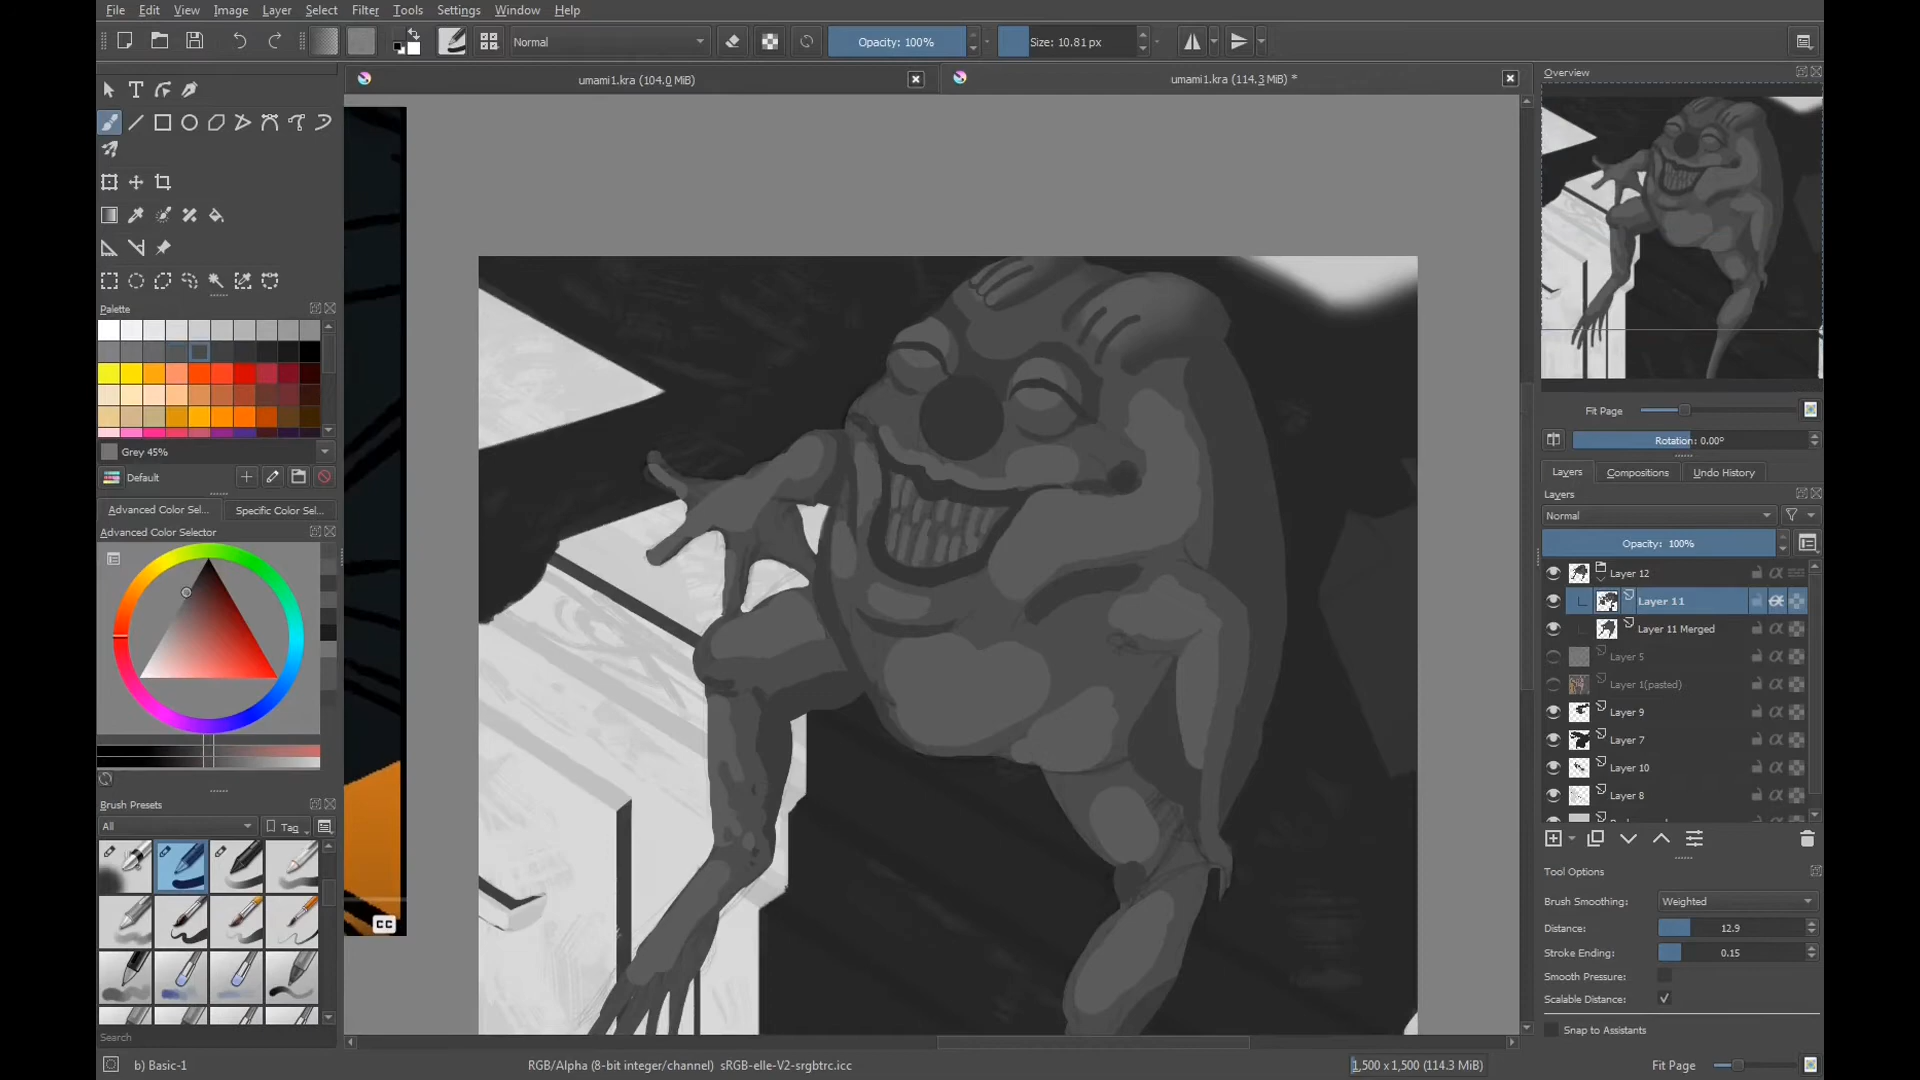 File Edit View Image Layer Select Filter Tools Settings Window Help
Normal
Opacity: 100%
Size: 10.81 px
umami1.kra (104.0 MiB)
umami1.kra (114.3 MiB) *
Overview
Palette
Grey 45%
Default
Advanced Color Sel...
Specific Color Sel...
Advanced Color Selector
Brush Presets
All
Tag
Search
b) Basic-1
RGB/Alpha (8-bit integer/channel) sRGB-elle-V2-srgbtrc.icc
1,500 x 1,500 (114.3 MiB)
Fit Page
CC
Fit Page
Rotation: 0.00°
Layers Compositions Undo History
Layers
Normal
Opacity: 100%
Layer 12
Layer 11
Layer 11 Merged
Layer 5
Layer 1(pasted)
Layer 9
Layer 7
Layer 10
Layer 8
Tool Options
Brush Smoothing: Weighted
Distance: 12.9
Stroke Ending: 0.15
Smooth Pressure:
Scalable Distance:
Snap to Assistants